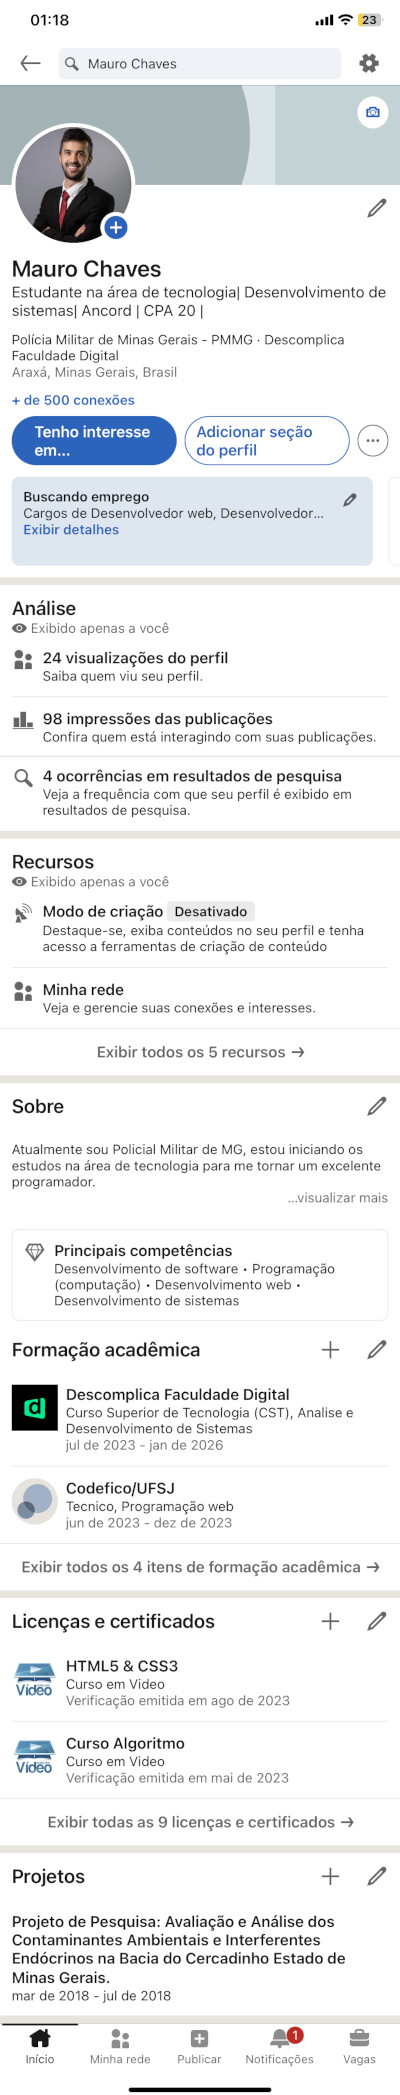 01:18
23
Mauro Chaves
Mauro Chaves
Estudante na área de tecnologia| Desenvolvimento de
sistemas| Ancord | CPA 20 |
Polícia Militar de Minas Gerais - PMMG · Descomplica
Faculdade Digital
Araxá, Minas Gerais, Brasil
+ de 500 conexões
Tenho interesse
em...
Adicionar seção
do perfil
Buscando emprego
Cargos de Desenvolvedor web, Desenvolvedor...
Exibir detalhes
Análise
Exibido apenas a você
24 visualizações do perfil
Saiba quem viu seu perfil.
98 impressões das publicações
Confira quem está interagindo com suas publicações.
4 ocorrências em resultados de pesquisa
Veja a frequência com que seu perfil é exibido em
resultados de pesquisa.
Recursos
Exibido apenas a você
Modo de criação Desativado
Destaque-se, exiba conteúdos no seu perfil e tenha
acesso a ferramentas de criação de conteúdo
Minha rede
Veja e gerencie suas conexões e interesses.
Exibir todos os 5 recursos →
Sobre
Atualmente sou Policial Militar de MG, estou iniciando os
estudos na área de tecnologia para me tornar um excelente
programador.
...visualizar mais
Principais competências
Desenvolvimento de software • Programação
(computação) • Desenvolvimento web •
Desenvolvimento de sistemas
Formação acadêmica
Descomplica Faculdade Digital
Curso Superior de Tecnologia (CST), Analise e
Desenvolvimento de Sistemas
jul de 2023 - jan de 2026
Codefico/UFSJ
Tecnico, Programação web
jun de 2023 - dez de 2023
Exibir todos os 4 itens de formação acadêmica →
Licenças e certificados
Video
HTML5 & CSS3
Curso em Video
Verificação emitida em ago de 2023
Video
Curso Algoritmo
Curso em Video
Verificação emitida em mai de 2023
Exibir todas as 9 licenças e certificados →
Projetos
Projeto de Pesquisa: Avaliação e Análise dos
Contaminantes Ambientais e Interferentes
Endócrinos na Bacia do Cercadinho Estado de
Minas Gerais.
mar de 2018 - jul de 2018
1
Início
Minha rede
Publicar
Notificações
Vagas